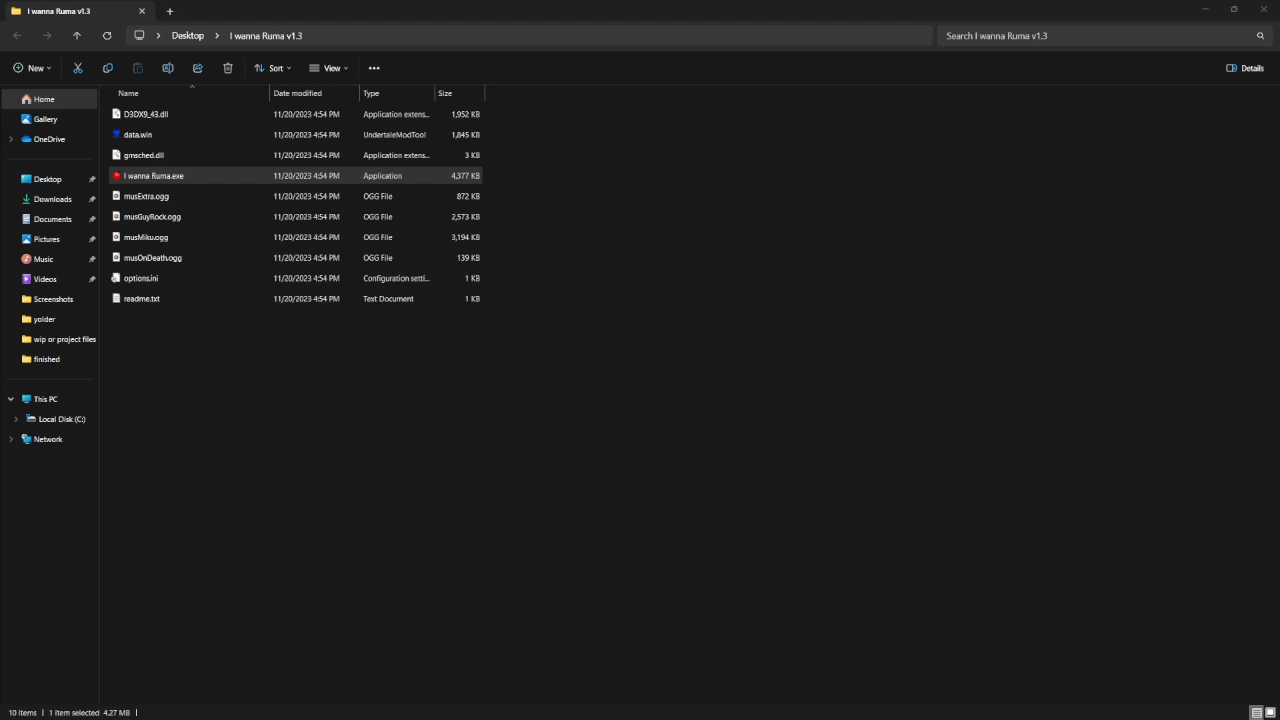 I wanna Ruma v1.3
Desktop I wanna Ruma v1.3
Search I wanna Ruma v1.3
New
Sort
View
Details
Name Date modified Type Size
D3DX9_43.dll 11/20/2023 4:54 PM Application extens... 1,952 KB
data.win 11/20/2023 4:54 PM UndertaleModTool 1,845 KB
gmsched.dll 11/20/2023 4:54 PM Application extens... 3 KB
I wanna Ruma.exe 11/20/2023 4:54 PM Application 4,377 KB
musExtra.ogg 11/20/2023 4:54 PM OGG File 872 KB
musGuyRock.ogg 11/20/2023 4:54 PM OGG File 2,573 KB
musMiku.ogg 11/20/2023 4:54 PM OGG File 3,194 KB
musOnDeath.ogg 11/20/2023 4:54 PM OGG File 139 KB
options.ini 11/20/2023 4:54 PM Configuration setti... 1 KB
readme.txt 11/20/2023 4:54 PM Text Document 1 KB
Home
Gallery
OneDrive
Desktop
Downloads
Documents
Pictures
Music
Videos
Screenshots
yolder
wip or project files
finished
This PC
Local Disk (C:)
Network
10 items 1 item selected 4.27 MB